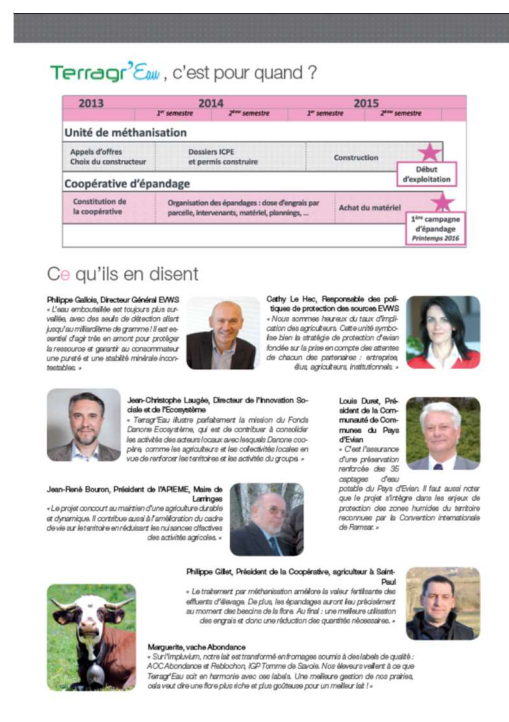 Terragr'Eau, c'est pour quand ?
2013 2014 2015
1er semestre 2ème semestre 1er semestre 2ème semestre
Unité de méthanisation
Appels d'offres
Choix du constructeur
Dossiers ICPE
et permis construire
Construction
Début
d'exploitation
Coopérative d'épandage
Constitution de
la coopérative
Organisation des épandages : dose d'engrais par
parcelle, intervenants, matériel, plannings, ...
Achat du matériel
1ère campagne
d'épandage
Printemps 2016
Ce qu'ils en disent
Philippe Gallois, Directeur Général EVWS
« L'eau embouteillée est toujours plus sur-
veillée, avec des seuils de détection allant
jusqu'au milliardième de gramme ! Il est es-
sentiel d'agir très en amont pour protéger
la ressource et garantir au consommateur
une pureté et une stabilité minérale incon-
testables. »
Cathy Le Hec, Responsable des poli-
tiques de protection des sources EVWS
« Nous sommes heureux du taux d'impli-
cation des agriculteurs. Cette unité symbo-
lise bien la stratégie de protection d'evian
fondée sur la prise en compte des attentes
de chacun des partenaires : entreprise,
élus, agriculteurs, institutionnels. »
Jean-Christophe Laugée, Directeur de l'Innovation So-
ciale et de l'Ecosystème
« Terragr'Eau illustre parfaitement la mission du Fonds
Danone Ecosystème, qui est de contribuer à consolider
les activités des acteurs locaux avec lesquels Danone coo-
père, comme les agriculteurs et les collectivités locales en
vue de renforcer les territoires et les activités du groupe. »
Louis Duret, Pré-
sident de la Com-
munauté de Com-
munes du Pays
d'Evian
« C'est l'assurance
d'une préservation
renforcée des 35
captages d'eau
potable du Pays d'Evian. Il faut aussi noter
que le projet s'intègre dans les enjeux de
protection des zones humides du territoire
reconnues par la Convention internationale
de Ramsar. »
Jean-René Bouron, Président de l'APIEME, Maire de
Larringes
« Le projet concourt au maintien d'une agriculture durable
et dynamique. Il contribue aussi à l'amélioration du cadre
de vie sur le territoire en réduisant les nuisances olfactives
des activités agricoles. »
Philippe Gillet, Président de la Coopérative, agriculteur à Saint-
Paul
« Le traitement par méthanisation améliore la valeur fertilisante des
effluents d'élevage. De plus, les épandages auront lieu précisément
au moment des besoins de la flore. Au final : une meilleure utilisation
des engrais et donc une réduction des quantités nécessaires. »
Marguerite, vache Abondance
« Sur l'impluvium, notre lait est transformé en fromages soumis à des labels de qualité :
AOC Abondance et Reblochon, IGP Tomme de Savoie. Nos éleveurs veillent à ce que
Terragr'Eau soit en harmonie avec ces labels. Une meilleure gestion de nos prairies,
cela veut dire une flore plus riche et plus goûteuse pour un meilleur lait ! »